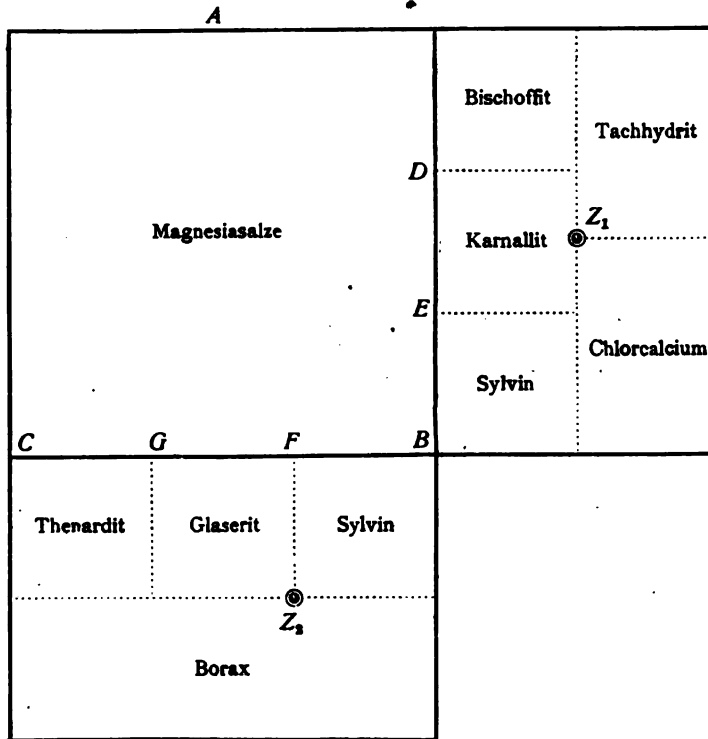 A
Bischoffit
Tachhydrit
D
Magnesiasalze
Karnallit
Z₁
E
Chlorcalcium
Sylvin
C G F B
Thenardit Glaserit Sylvin
Z₂
Borax